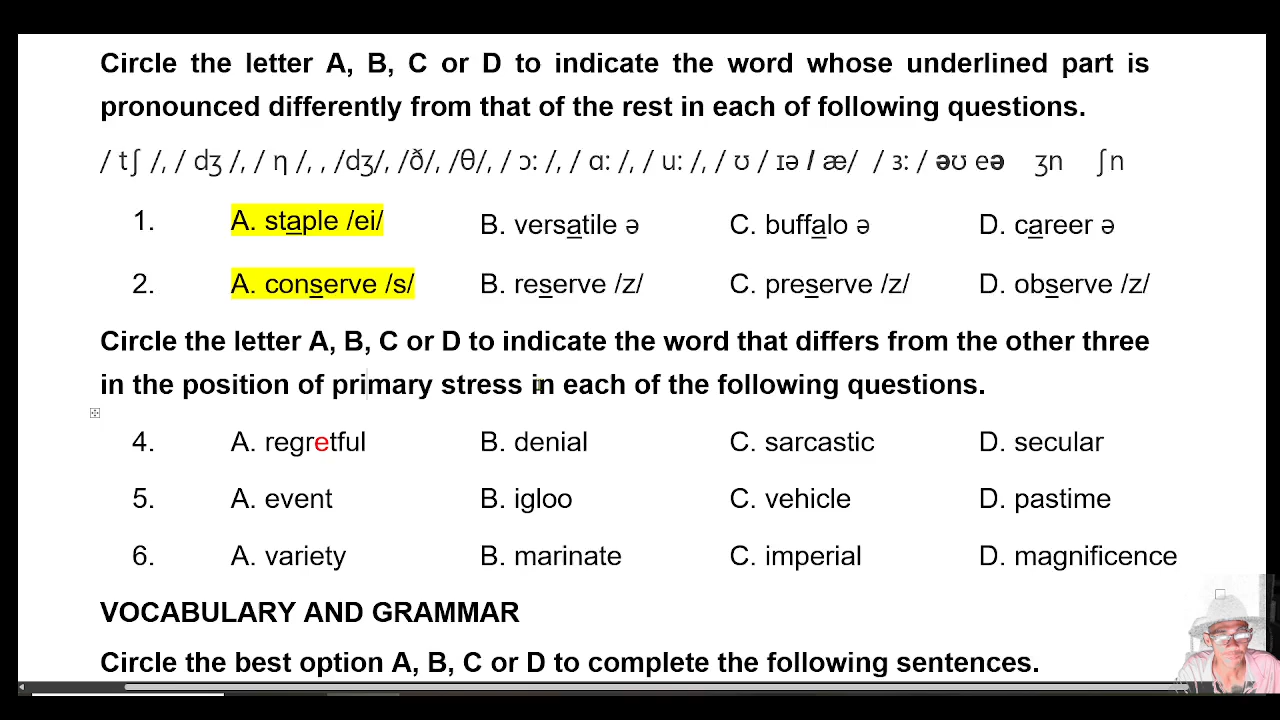 Circle the letter A, B, C or D to indicate the word whose underlined part is
pronounced differently from that of the rest in each of following questions.
/ tʃ /, / dʒ /, / η /, , /dʒ/, /ð/, /θ/, / ɔ: /, / ɑ: /, / u: /, / ʊ / ɪə / æ/ / ɜ: / əʊ eə ʒn ʃn
1. A. staple /ei/ B. versatile ə C. buffalo ə D. career ə
2. A. conserve /s/ B. reserve /z/ C. preserve /z/ D. observe /z/
Circle the letter A, B, C or D to indicate the word that differs from the other three
in the position of primary stress in each of the following questions.
4. A. regretful B. denial C. sarcastic D. secular
5. A. event B. igloo C. vehicle D. pastime
6. A. variety B. marinate C. imperial D. magnificence
VOCABULARY AND GRAMMAR
Circle the best option A, B, C or D to complete the following sentences.